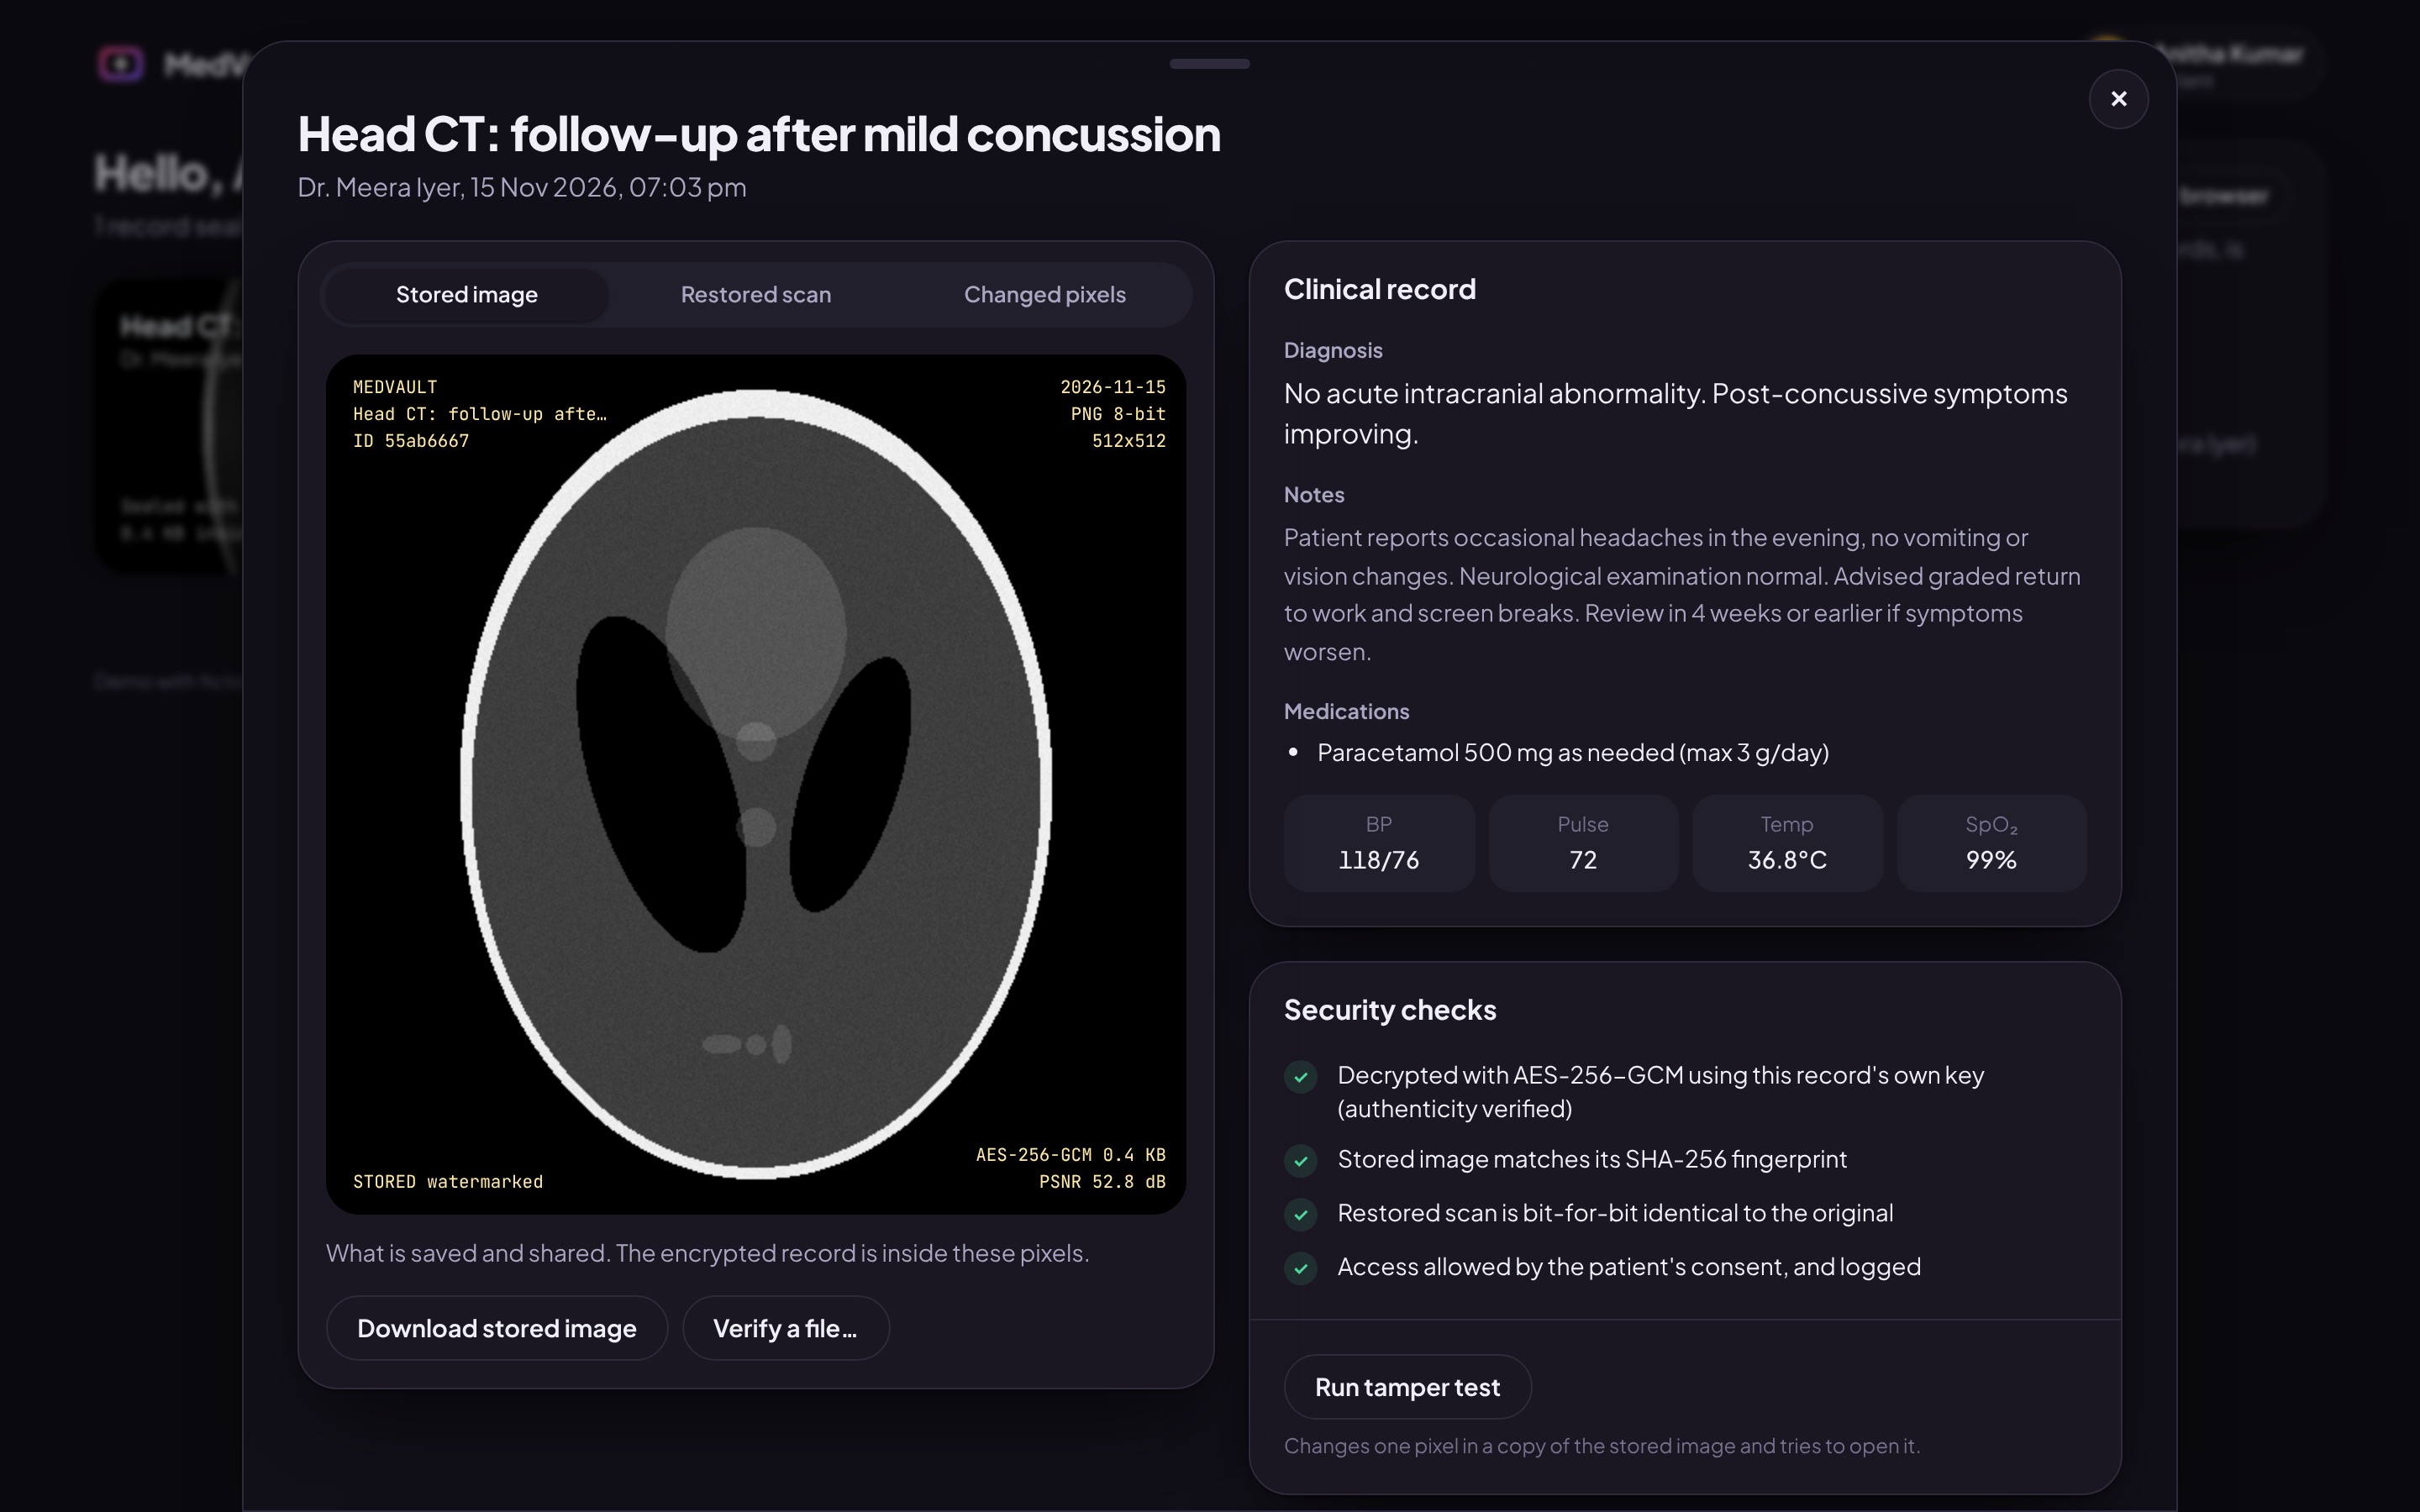 Head CT: follow-up after mild concussion
Dr. Meera Iyer, 15 Nov 2026, 07:03 pm
Stored image
Restored scan
Changed pixels
MEDVAULT
Head CT: follow-up afte…
ID 55ab6667
2026-11-15
PNG 8-bit
512x512
STORED watermarked
AES-256-GCM 0.4 KB
PSNR 52.8 dB
What is saved and shared. The encrypted record is inside these pixels.
Download stored image
Verify a file…
Clinical record
Diagnosis
No acute intracranial abnormality. Post-concussive symptoms
improving.
Notes
Patient reports occasional headaches in the evening, no vomiting or
vision changes. Neurological examination normal. Advised graded return
to work and screen breaks. Review in 4 weeks or earlier if symptoms
worsen.
Medications
• Paracetamol 500 mg as needed (max 3 g/day)
BP
118/76
Pulse
72
Temp
36.8°C
SpO₂
99%
Security checks
Decrypted with AES-256-GCM using this record's own key
(authenticity verified)
Stored image matches its SHA-256 fingerprint
Restored scan is bit-for-bit identical to the original
Access allowed by the patient's consent, and logged
Run tamper test
Changes one pixel in a copy of the stored image and tries to open it.
Hello,
1 record
Head CT:
browser